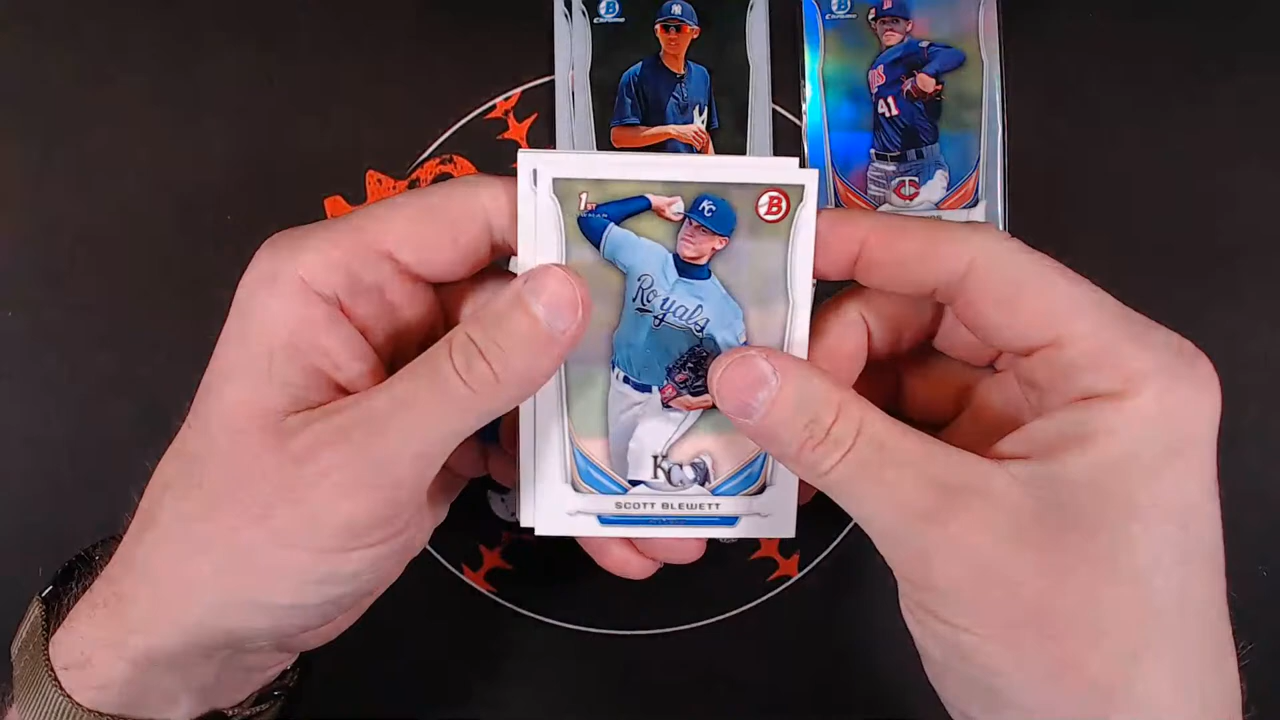 Chrome
Chrome
41
1ST
BOWMAN
KC
B
Royals
KC
SCOTT BLEWETT